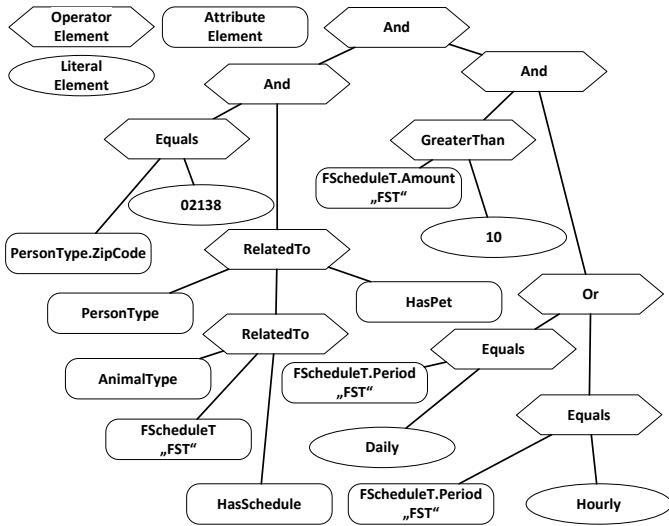 Operator
Element
Attribute
Element
Literal
Element
And
And
And
Equals
GreaterThan
FScheduleT.Amount
„FST“
02138
10
PersonType.ZipCode
RelatedTo
PersonType
HasPet
Or
RelatedTo
Equals
AnimalType
FScheduleT.Period
„FST“
FScheduleT
„FST“
Daily
Equals
HasSchedule
FScheduleT.Period
„FST“
Hourly